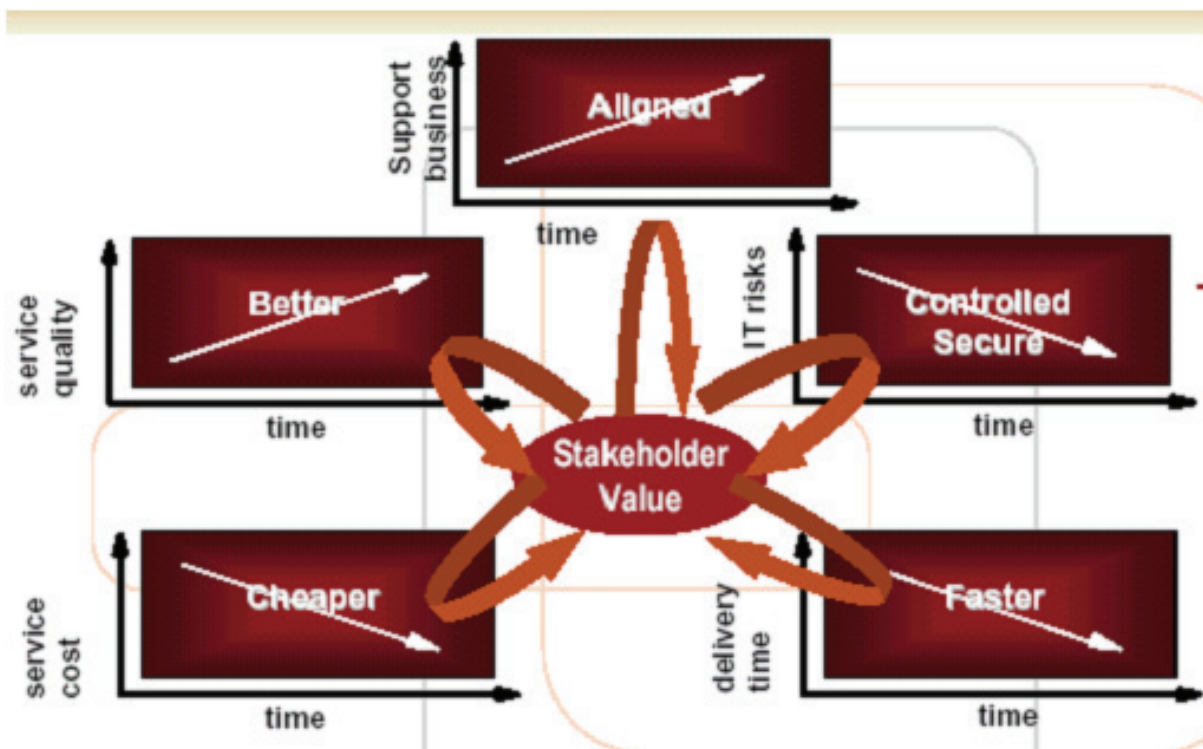 Support
business
Aligned
time
service
quality
Better
time
IT risks
Controlled
Secure
time
Stakeholder
Value
service
cost
Cheaper
time
delivery
time
Faster
time